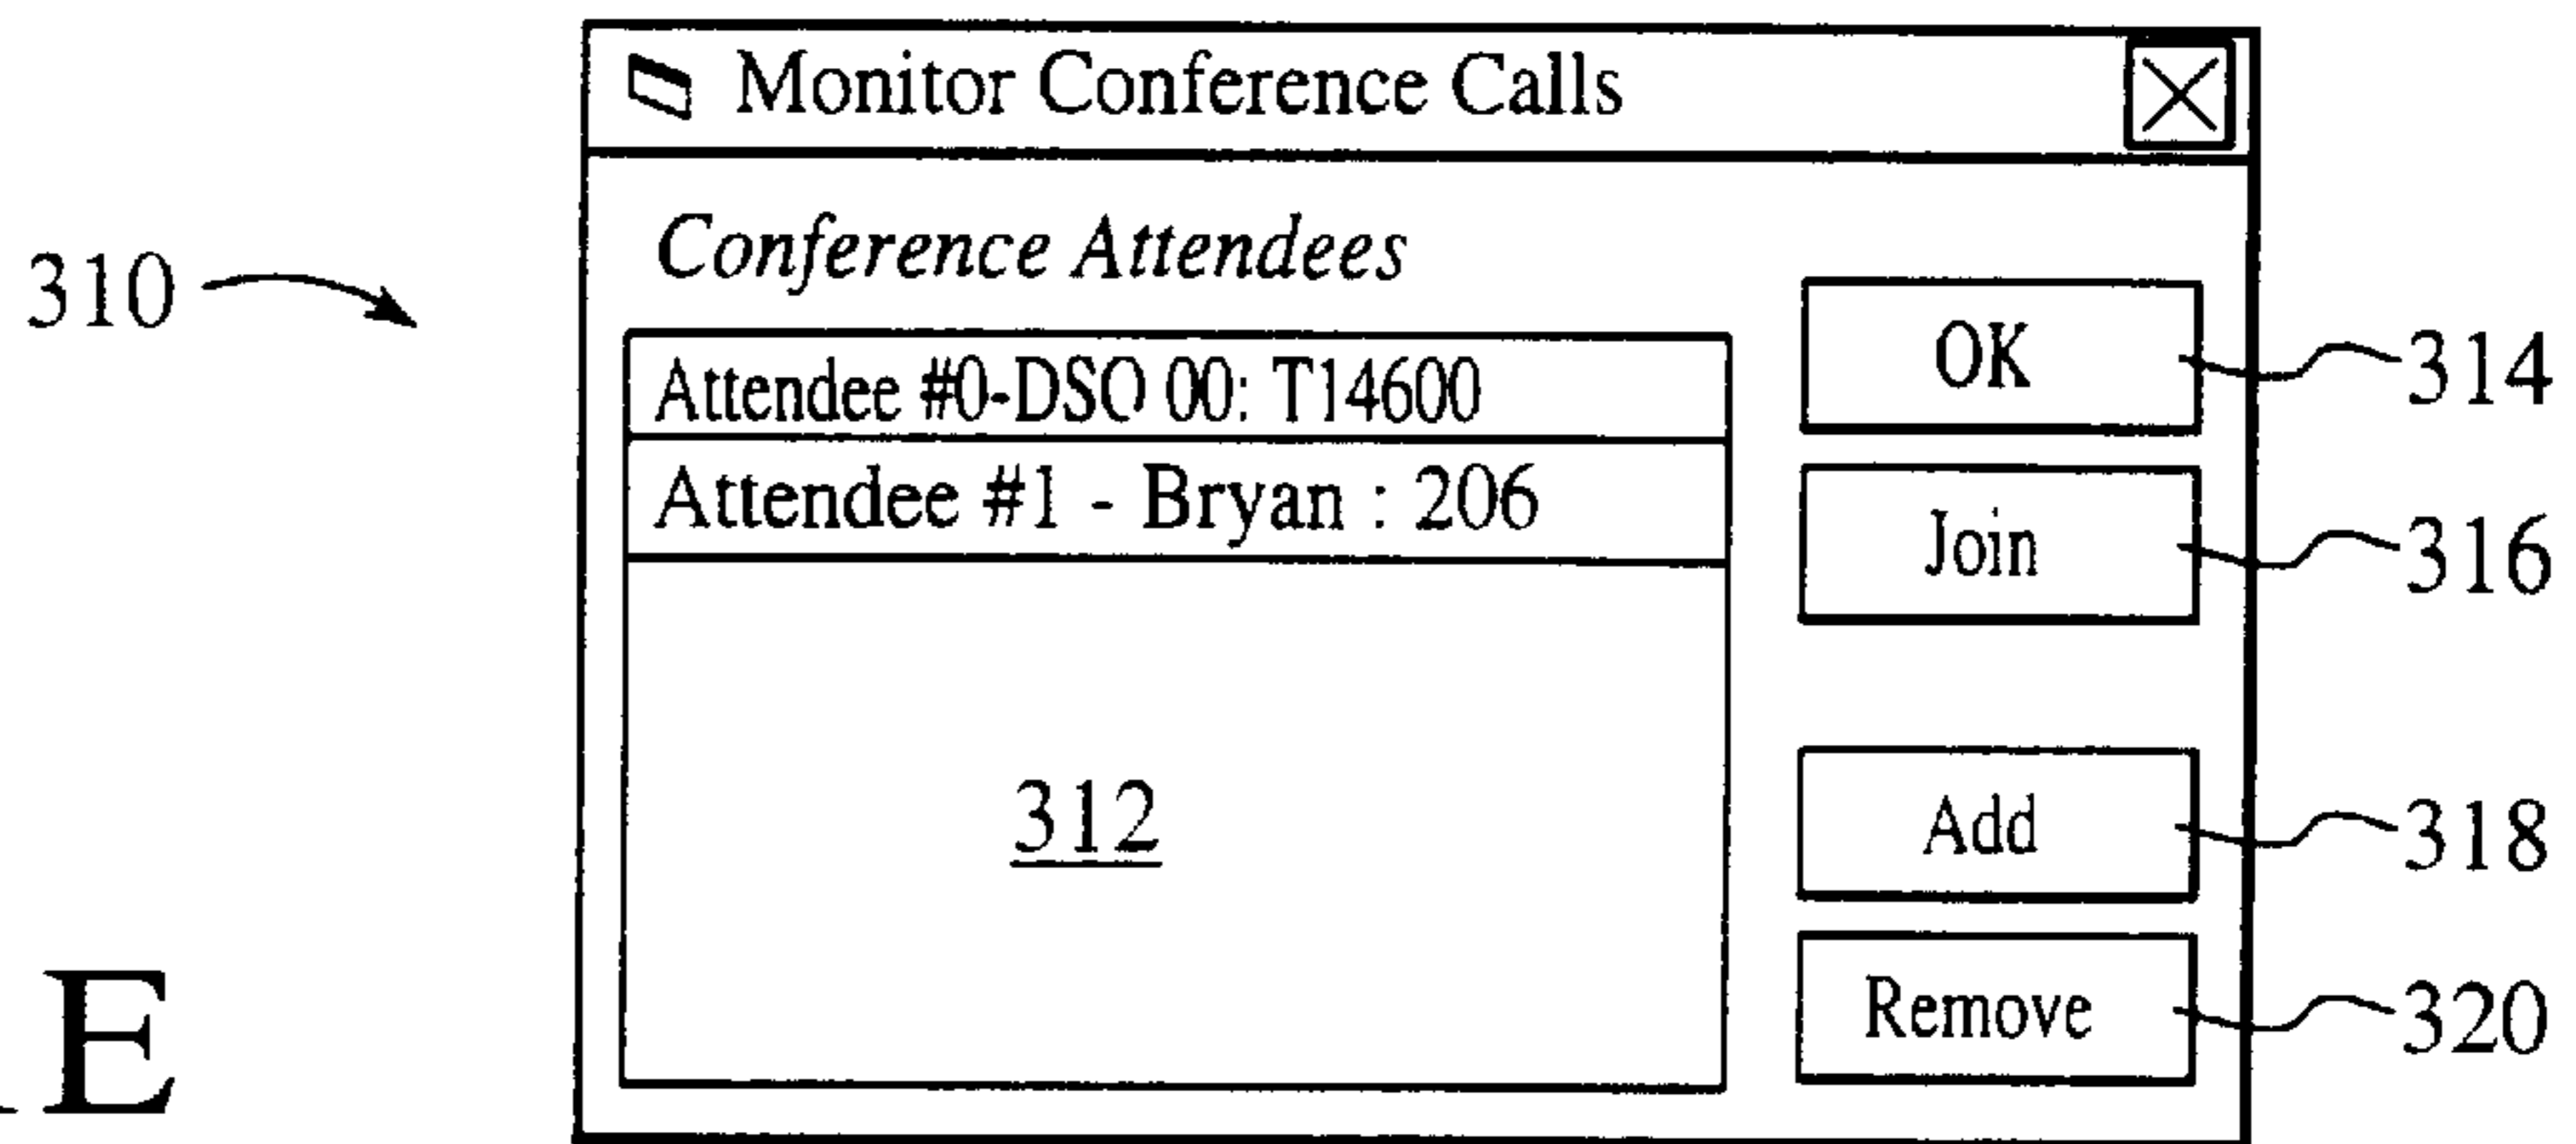 Monitor Conference Calls
310
Conference Attendees
Attendee #0-DSO 00: T14600
Attendee #1 - Bryan : 206
312
OK
314
Join
316
Add
318
Remove
320
E